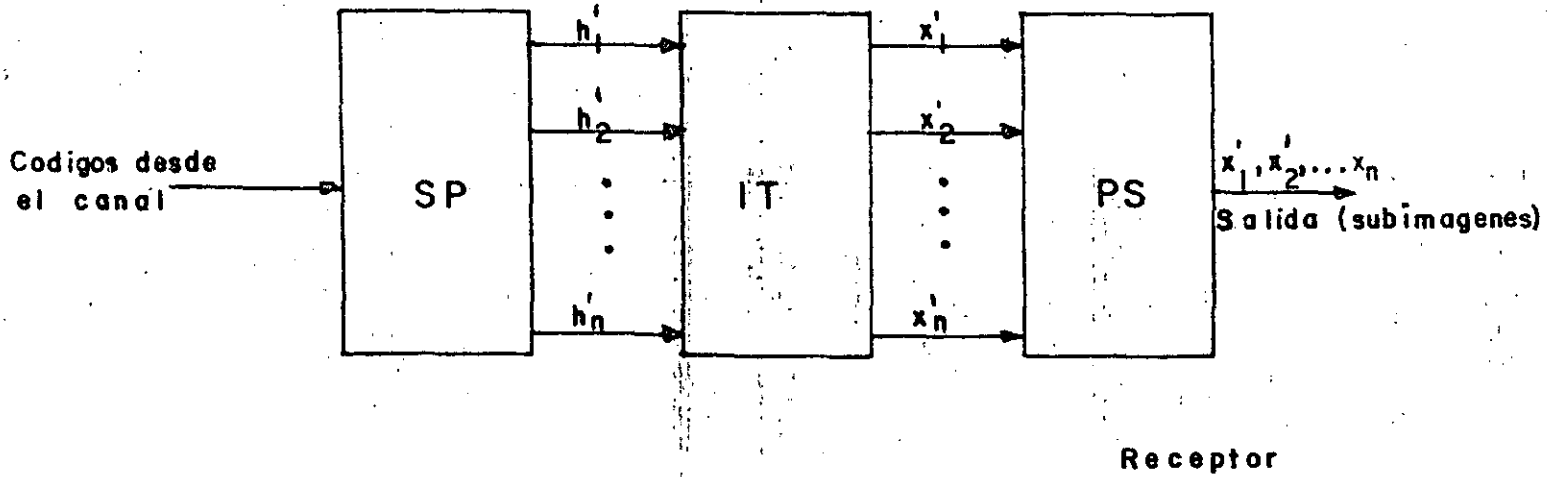 h'1
x'1
h'2
x'2
Codigos desde
el canal
SP
IT
PS
x'1, x'2, ... xn
Salida (subimagenes)
h'n
x'n
Receptor